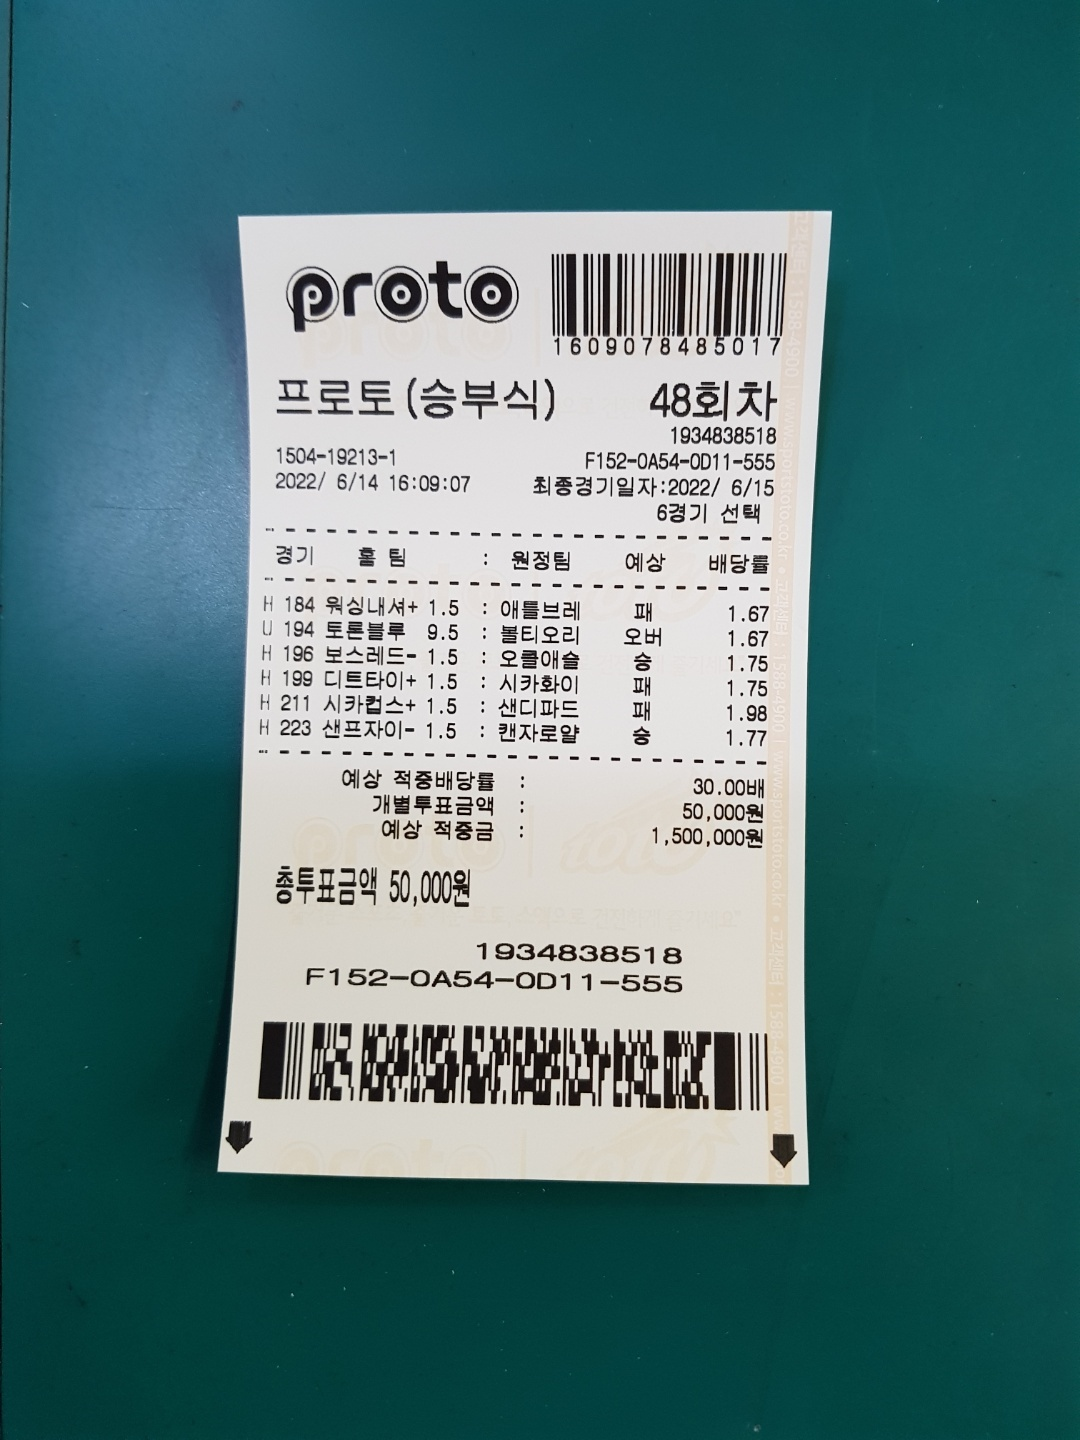 proto
1609078485017
프로토(승부식) 48회차
1934838518
1504-19213-1 F152-0A54-0D11-555
2022/ 6/14 16:09:07 최종경기일자:2022/ 6/15
6경기 선택
경기 홈 팀 : 원정팀 예상 배당률
H 184 워싱내셔+ 1.5 : 애틀브레 패 1.67
U 194 토론블루 9.5 : 볼티오리 오버 1.67
H 196 보스레드- 1.5 : 오클애슬 승 1.75
H 199 디트타이+ 1.5 : 시카화이 패 1.75
H 211 시카컵스+ 1.5 : 샌디파드 패 1.98
H 223 샌프자이- 1.5 : 캔자로얄 승 1.77
예상 적중배당률 : 30.00배
개별투표금액 : 50,000원
예상 적중금 : 1,500,000원
총투표금액 50,000원
1934838518
F152-0A54-0D11-555